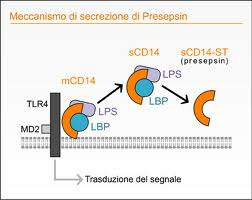 Meccanismo di secrezione di Presepsin
sCD14
sCD14-ST
(presepsin)
mCD14
LPS
TLR4
LBP
LPS
MD2
LBP
Trasduzione del segnale